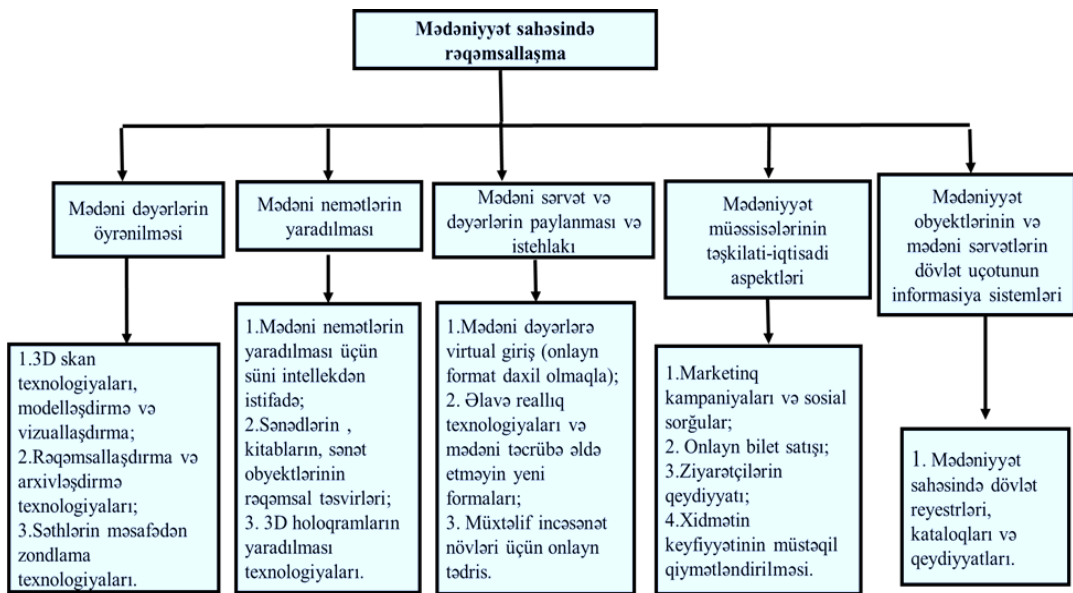 Mədəniyyət sahəsində
rəqəmsallaşma
Mədəni dəyərlərin
öyrənilməsi
Mədəni nemətlərin
yaradılması
Mədəni sərvət və
dəyərlərin paylanması və
istehlakı
Mədəniyyət
müəssisələrinin
təşkilati-iqtisadi
aspektləri
Mədəniyyət
obyektlərinin və
mədəni sərvətlərin
dövlət uçotunun
informasiya sistemləri
1.3D skan
texnologiyaları,
modelləşdirmə və
vizuallaşdırma;
2.Rəqəmsallaşdırma və
arxivləşdirmə
texnologiyaları;
3.Səthlərin məsafədən
zondlama
texnologiyaları.
1.Mədəni nemətlərin
yaradılması üçün
süni intellekdən
istifadə;
2.Sənədlərin ,
kitabların, sənət
obyektlərinin
rəqəmsal təsvirləri;
3. 3D holoqramların
yaradılması
texnologiyaları.
1.Mədəni dəyərlərə
virtual giriş (onlayn
format daxil olmaqla);
2. Əlavə reallıq
texnologiyaları və
mədəni təcrübə əldə
etməyin yeni
formaları;
3. Müxtəlif incəsənət
növləri üçün onlayn
tədris.
1.Marketinq
kampaniyaları və sosial
sorğular;
2. Onlayn bilet satışı;
3.Ziyarətçilərin
qeydiyyatı;
4.Xidmətin
keyfiyyətinin müstəqil
qiymətləndirilməsi.
1. Mədəniyyət
sahəsində dövlət
reyestrləri,
kataloqları və
qeydiyyatları.